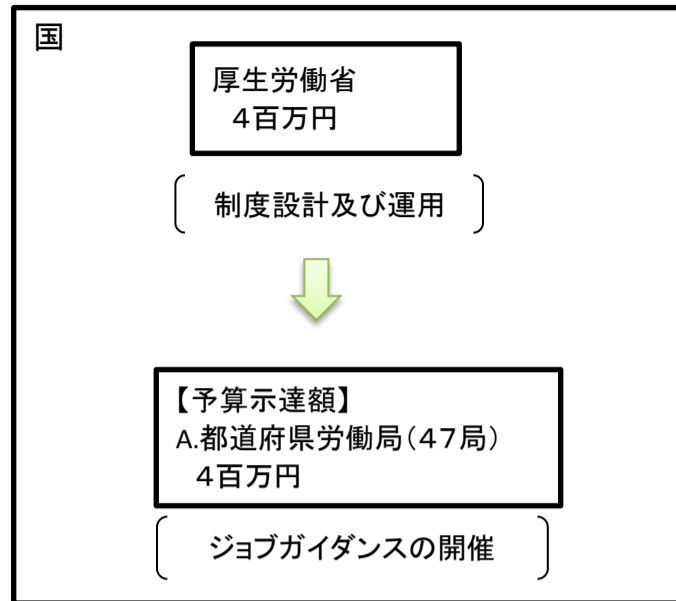 国
厚生労働省
4百万円
制度設計及び運用
【予算示達額】
A.都道府県労働局(47局)
4百万円
ジョブガイダンスの開催